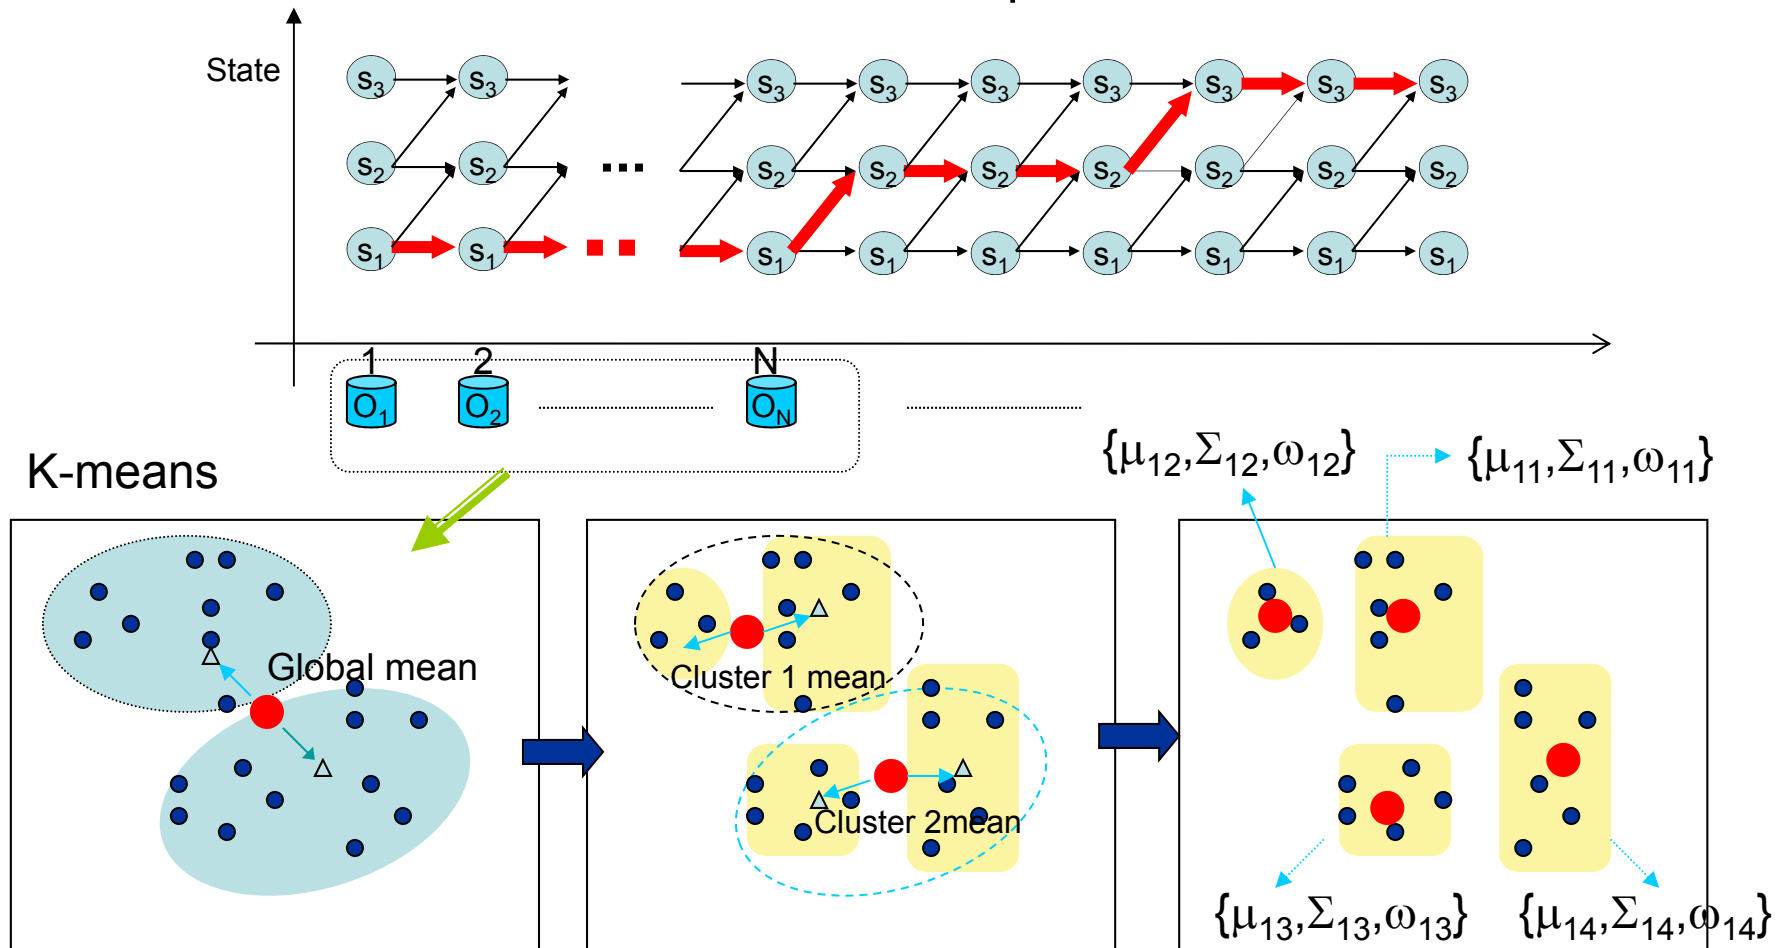 State
s3 s3 s3 s3 s3 s3 s3 s3 s3
s2 s2 ... s2 s2 s2 s2 s2 s2 s2
s1 s1 s1 s1 s1 s1 s1 s1 s1
1 2 N
O1 O2 ON
K-means
{μ12,Σ12,ω12} {μ11,Σ11,ω11}
Global mean
Cluster 1 mean
Cluster 2mean
{μ13,Σ13,ω13} {μ14,Σ14,ω14}